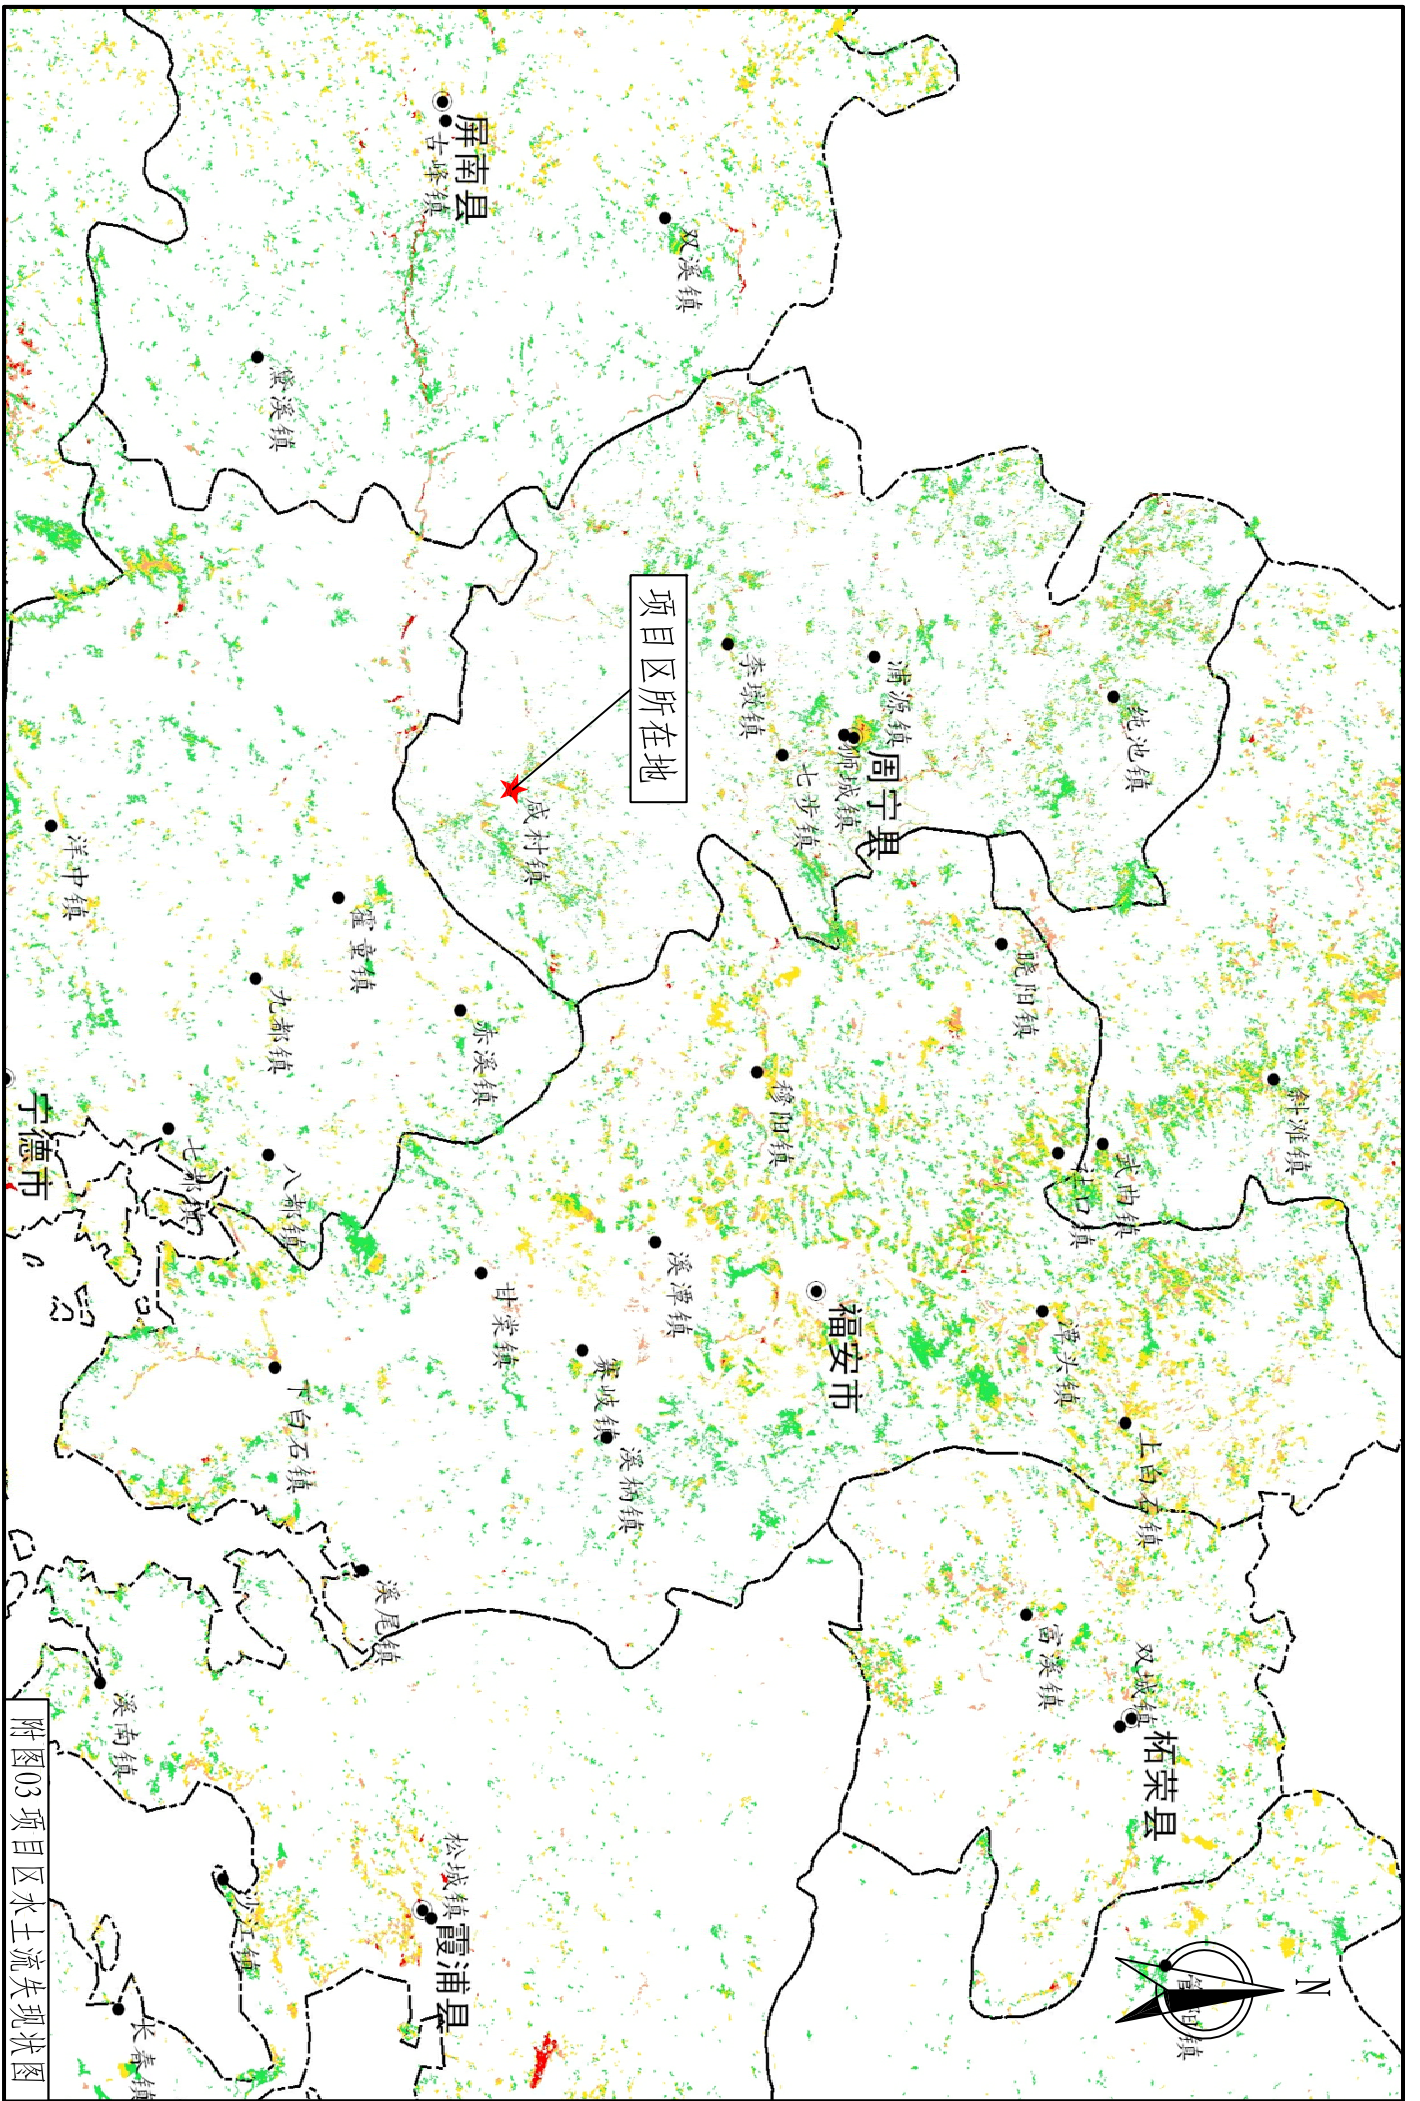 屏南县
古峰镇
双溪镇
黛溪镇
项目区所在地
纯池镇
浦源镇
李墩镇
狮城镇
周宁县
七步镇
咸村镇
斜滩镇
武曲镇
社口镇
晓阳镇
穆阳镇
洋中镇
霍童镇
九都镇
赤溪镇
宁德市
七都镇
八都镇
潭头镇
福安市
溪潭镇
甘棠镇
赛岐镇
溪柄镇
下白石镇
上白石镇
溪尾镇
富溪镇
双城镇
柘荣县
溪南镇
松城镇
霞浦县
沙江镇
长春镇
管阳镇
N
附图03 项目区水土流失现状图